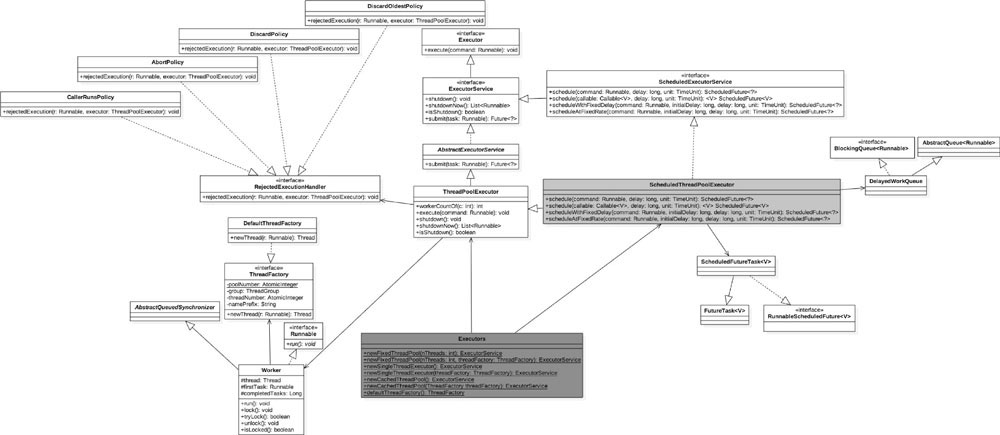 DiscardOldestPolicy
+rejectedExecution(r: Runnable, executor: ThreadPoolExecutor): void
DiscardPolicy
+rejectedExecution(r: Runnable, executor: ThreadPoolExecutor): void
AbortPolicy
+rejectedExecution(r: Runnable, executor: ThreadPoolExecutor): void
CallerRunsPolicy
+rejectedExecution(r: Runnable, executor: ThreadPoolExecutor): void
«interface»
RejectedExecutionHandler
+rejectedExecution(r: Runnable, executor: ThreadPoolExecutor): void
«interface»
Executor
+execute(command: Runnable): void
«interface»
ExecutorService
+shutdown(): void
+shutdownNow(): List<Runnable>
+isShutdown(): boolean
+submit(task: Runnable): Future<?>
AbstractExecutorService
+submit(task: Runnable): Future<?>
ThreadPoolExecutor
+workerCountOf(c: int): int
+execute(command: Runnable): void
+shutdown(): void
+shutdownNow(): List<Runnable>
+isShutdown(): boolean
«interface»
ScheduledExecutorService
+schedule(command: Runnable, delay: long, unit: TimeUnit): ScheduledFuture<?>
+schedule(callable: Callable<V>, delay: long, unit: TimeUnit): <V> ScheduledFuture<V>
+scheduleWithFixedDelay(command: Runnable, initialDelay: long, delay: long, unit: TimeUnit): ScheduledFuture<?>
+scheduleAtFixedRate(command: Runnable, initialDelay: long, delay: long, unit: TimeUnit): ScheduledFuture<?>
ScheduledThreadPoolExecutor
+schedule(command: Runnable, delay: long, unit: TimeUnit): ScheduledFuture<?>
+schedule(callable: Callable<V>, delay: long, unit: TimeUnit): <V> ScheduledFuture<V>
+scheduleWithFixedDelay(command: Runnable, initialDelay: long, delay: long, unit: TimeUnit): ScheduledFuture<?>
+scheduleAtFixedRate(command: Runnable, initialDelay: long, delay: long, unit: TimeUnit): ScheduledFuture<?>
«interface»
BlockingQueue<Runnable>
AbstractQueue<Runnable>
DelayedWorkQueue
ScheduledFutureTask<V>
FutureTask<V>
«interface»
RunnableScheduledFuture<V>
DefaultThreadFactory
+newThread(r: Runnable): Thread
«interface»
ThreadFactory
-poolNumber: AtomicInteger
-group: ThreadGroup
-threadNumber: AtomicInteger
-namePrefix: String
+newThread(r: Runnable): Thread
AbstractQueuedSynchronizer
«interface»
Runnable
+run(): void
Worker
#thread: Thread
#firstTask: Runnable
#completedTasks: Long
+run(): void
+lock(): void
+tryLock(): boolean
+unlock(): void
+isLocked(): boolean
Executors
+newFixedThreadPool(nThreads: int): ExecutorService
+newFixedThreadPool(nThreads: int, threadFactory: ThreadFactory): ExecutorService
+newSingleThreadExecutor(): ExecutorService
+newSingleThreadExecutor(threadFactory: ThreadFactory): ExecutorService
+newCachedThreadPool(): ExecutorService
+newCachedThreadPool(ThreadFactory threadFactory): ExecutorService
+defaultThreadFactory(): ThreadFactory